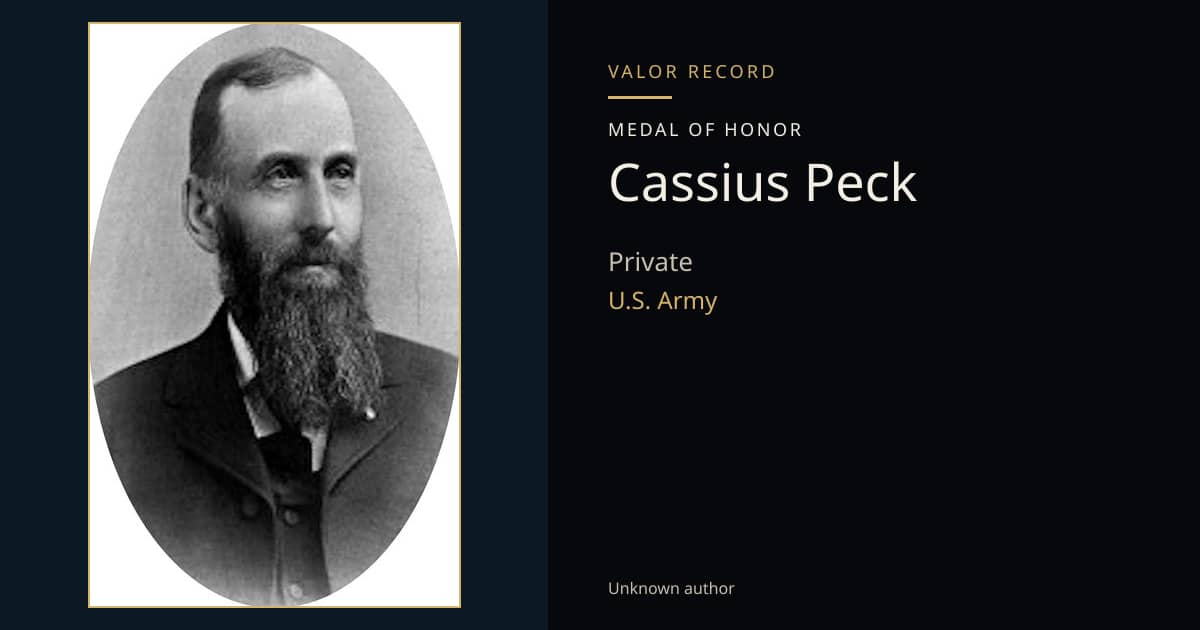 VALOR RECORD
MEDAL OF HONOR
Cassius Peck
Private
U.S. Army
Unknown author